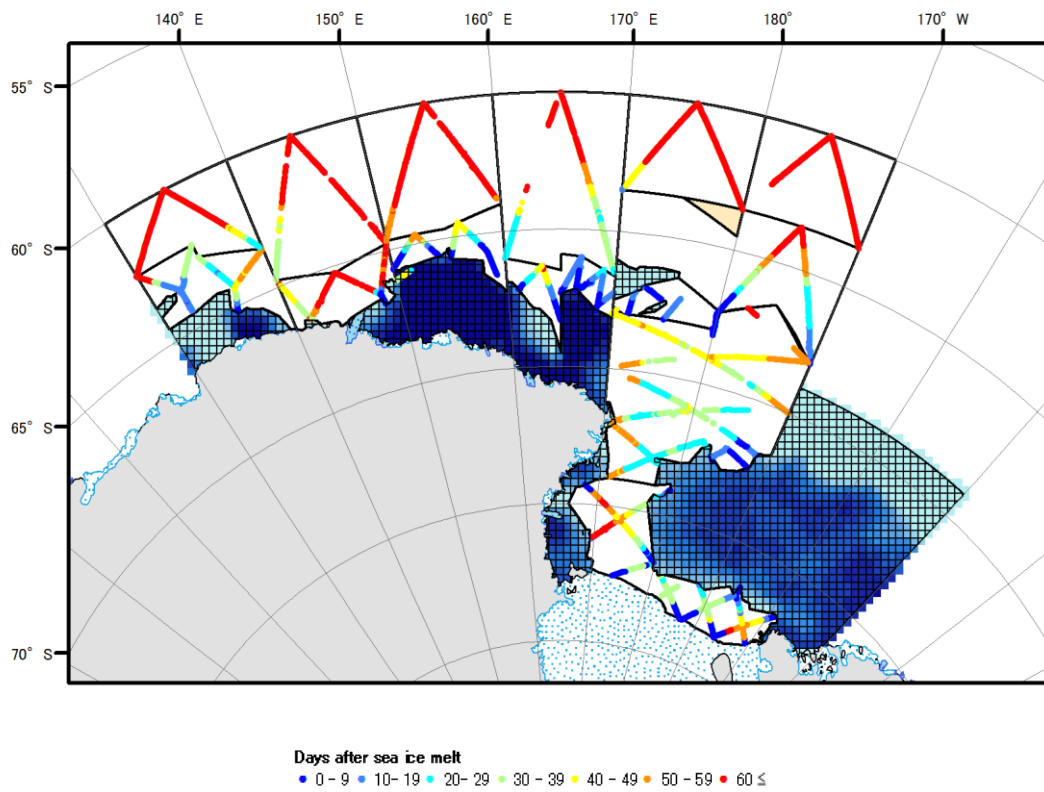 140° E 150° E 160° E 170° E 180° 170° W
55° S
60° S
65° S
70° S
Days after sea ice melt
0 - 9 10 - 19 20 - 29 30 - 39 40 - 49 50 - 59 60 ≤